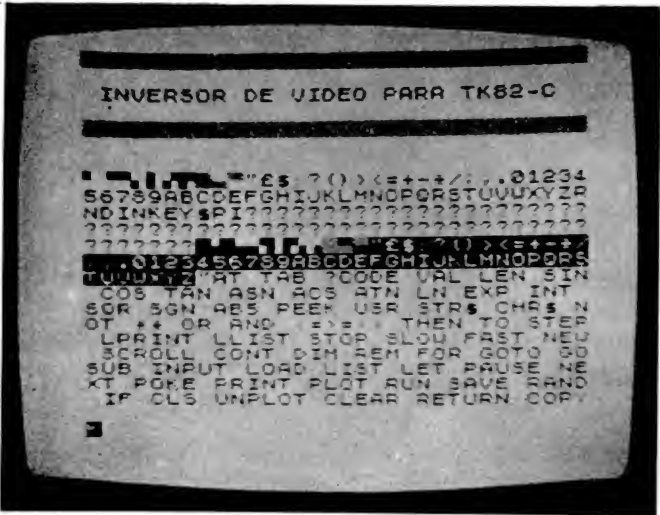 INVERSOR DE VIDEO PARA TK82-C
"£$:?()><=+-*/;,.01234
56789ABCDEFGHIJKLMNOPQRSTUVWXYZR
NDINKEY$PI??????????????????????
????????????????????????????????
???????"£$:?()><=+-*/
;,.0123456789ABCDEFGHIJKLMNOPQRS
TUVWXYZ"AT TAB ?CODE VAL LEN SIN
COS TAN ASN ACS ATN LN EXP INT
SQR SGN ABS PEEK USR STR$ CHR$ N
OT ** OR AND <=>=<> THEN TO STEP
LPRINT LLIST STOP SLOW FAST NEW
SCROLL CONT DIM REM FOR GOTO GO
SUB INPUT LOAD LIST LET PAUSE NE
XT POKE PRINT PLOT RUN SAVE RAND
IF CLS UNPLOT CLEAR RETURN COPY